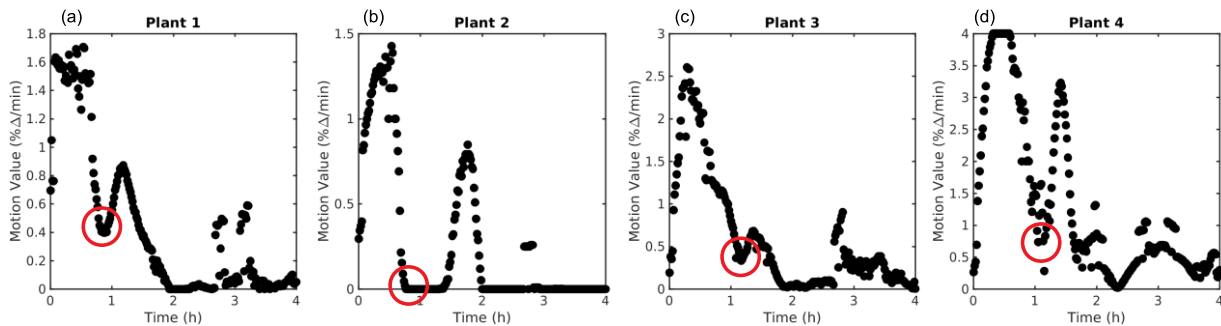 (a) Plant 1
Motion Value (%Δ/min)
1.8
1.6
1.4
1.2
1
0.8
0.6
0.4
0.2
0
0 1 2 3 4
Time (h)
(b) Plant 2
Motion Value (%Δ/min)
1.5
1
0.5
0
0 1 2 3 4
Time (h)
(c) Plant 3
Motion Value (%Δ/min)
3
2.5
2
1.5
1
0.5
0
0 1 2 3 4
Time (h)
(d) Plant 4
Motion Value (%Δ/min)
4
3.5
3
2.5
2
1.5
1
0.5
0
0 1 2 3 4
Time (h)